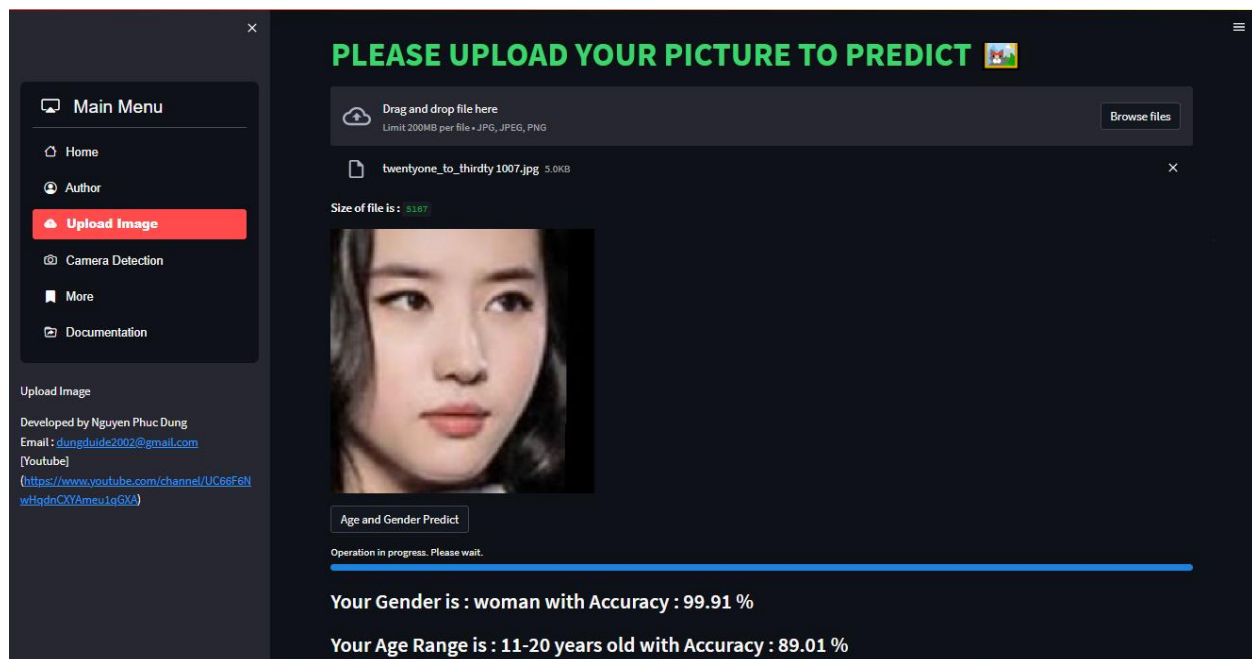 Main Menu
Home
Author
Upload Image
Camera Detection
More
Documentation
Upload Image
Developed by Nguyen Phuc Dung
Email : dungduide2002@gmail.com
[Youtube]
(https://www.youtube.com/channel/UC66F6N
wHqdnCXYAmeu1qGXA)
PLEASE UPLOAD YOUR PICTURE TO PREDICT
Drag and drop file here
Limit 200MB per file • JPG, JPEG, PNG
Browse files
twentyone_to_thirdty 1007.jpg 5.0KB
Size of file is : 5167
Age and Gender Predict
Operation in progress. Please wait.
Your Gender is : woman with Accuracy : 99.91 %
Your Age Range is : 11-20 years old with Accuracy : 89.01 %